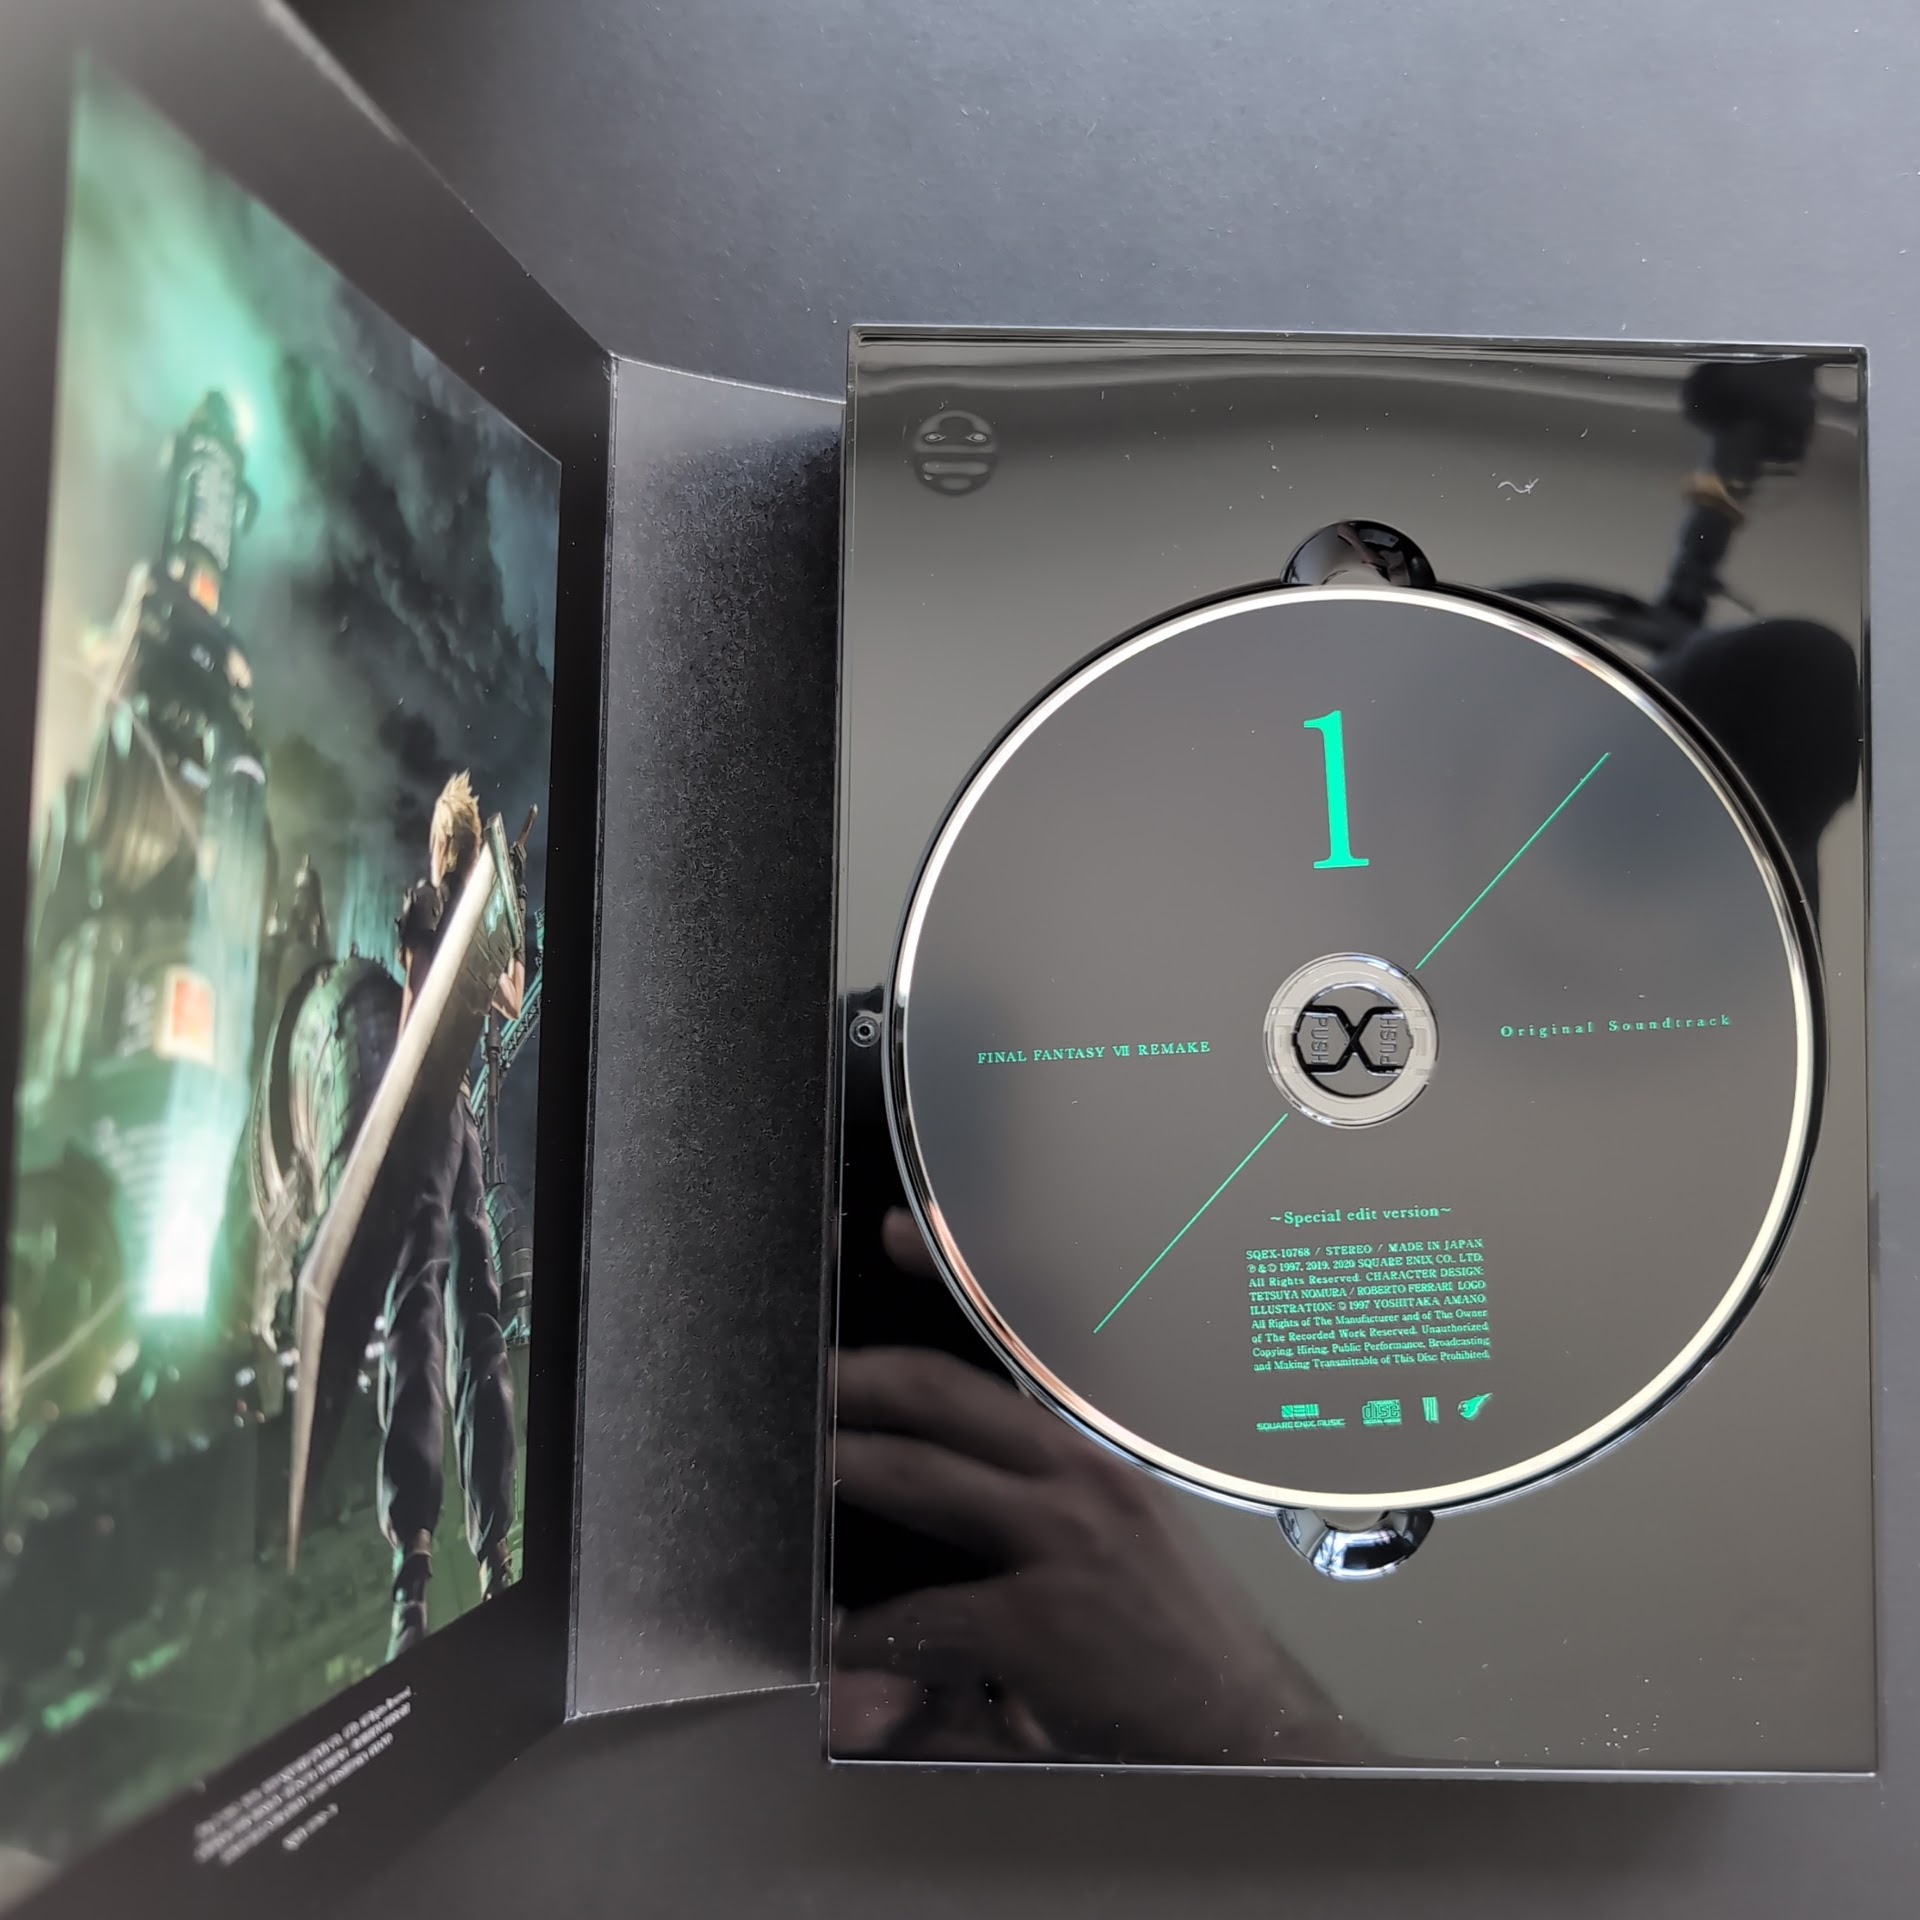 1
FINAL FANTASY VII REMAKE
Original Soundtrack
PUSH
PUSH
~Special edit version~
SQEX-10768 / STEREO / MADE IN JAPAN
℗ & © 1997, 2019, 2020 SQUARE ENIX CO., LTD.
All Rights Reserved. CHARACTER DESIGN:
TETSUYA NOMURA / ROBERTO FERRARI LOGO
ILLUSTRATION: © 1997 YOSHITAKA AMANO
All Rights of The Manufacturer and of The Owner
of The Recorded Work Reserved. Unauthorized
Copying, Hiring, Public Performance, Broadcasting
and Making Transmittable of This Disc Prohibited.
SQUARE ENIX MUSIC
disc
VII